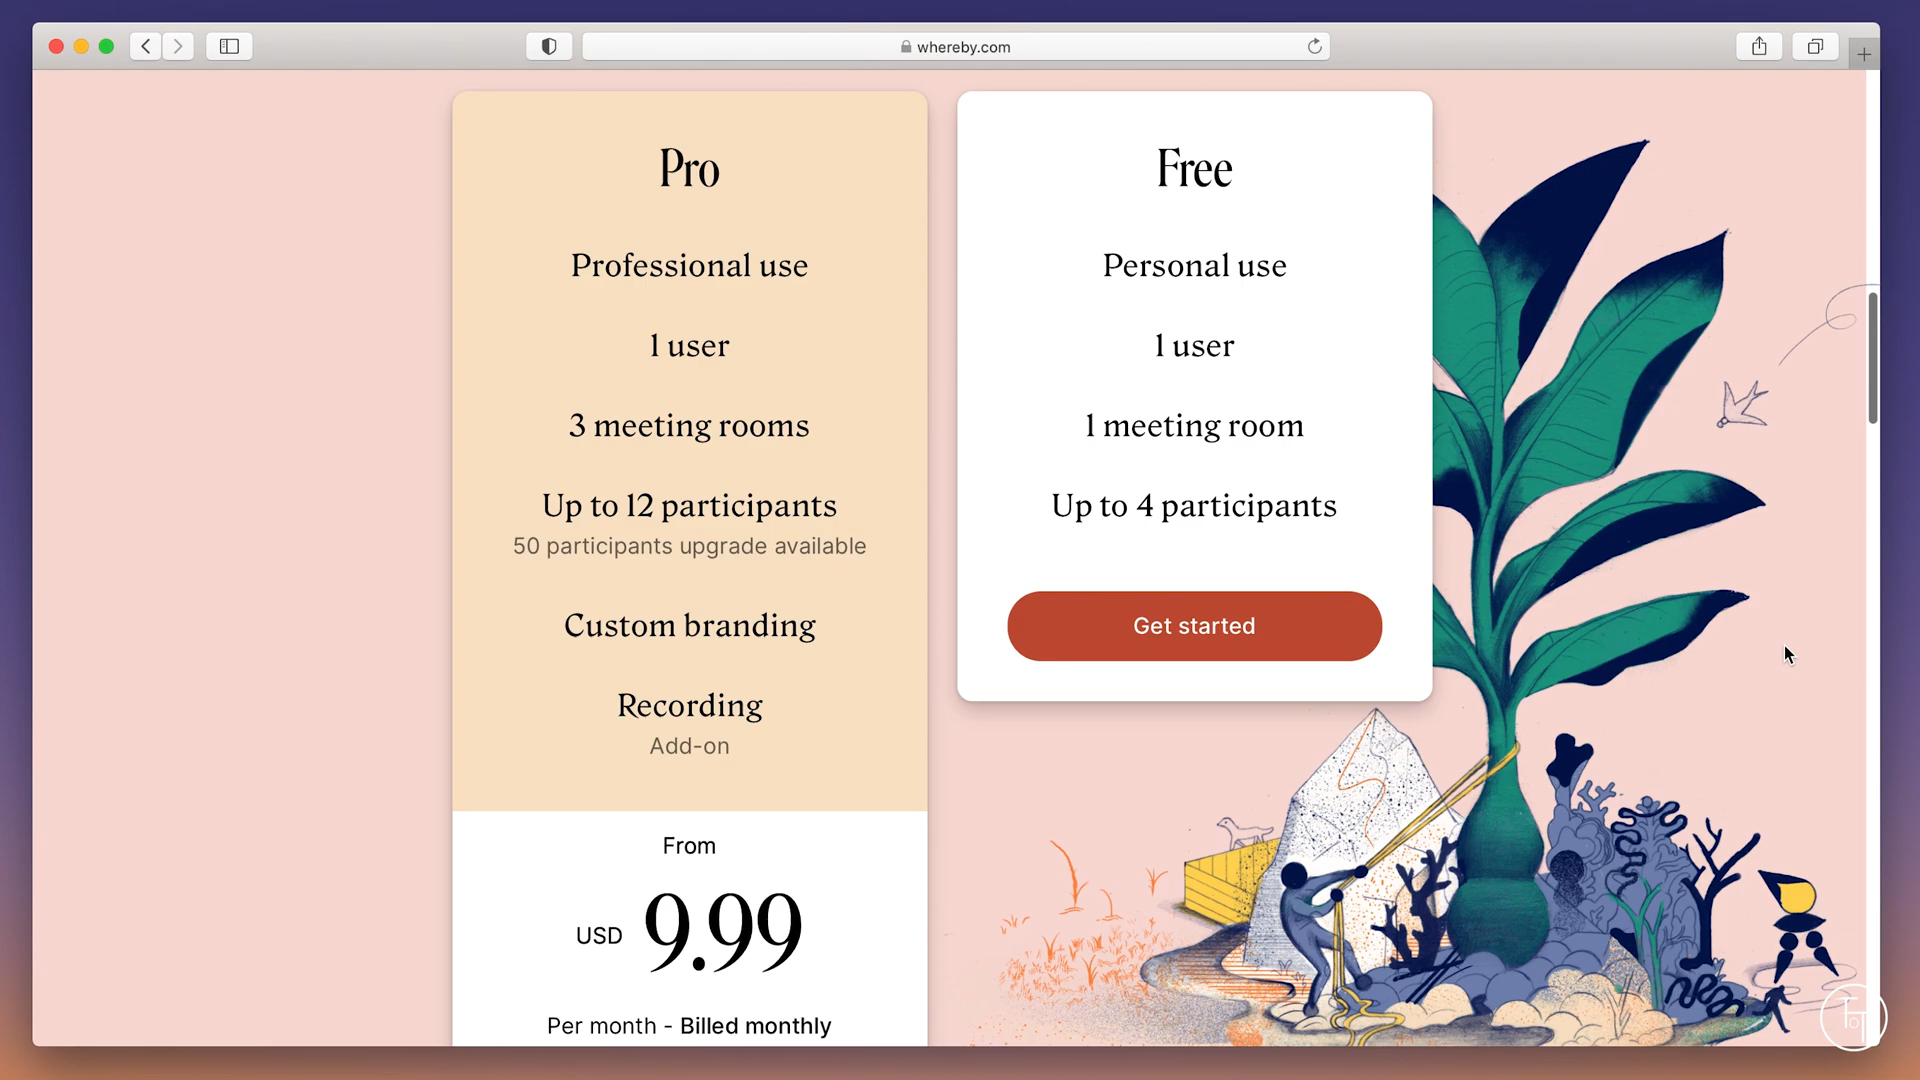 whereby.com
Pro
Professional use
1 user
3 meeting rooms
Up to 12 participants
50 participants upgrade available
Custom branding
Recording
Add-on
From
USD 9.99
Per month - Billed monthly
Free
Personal use
1 user
1 meeting room
Up to 4 participants
Get started